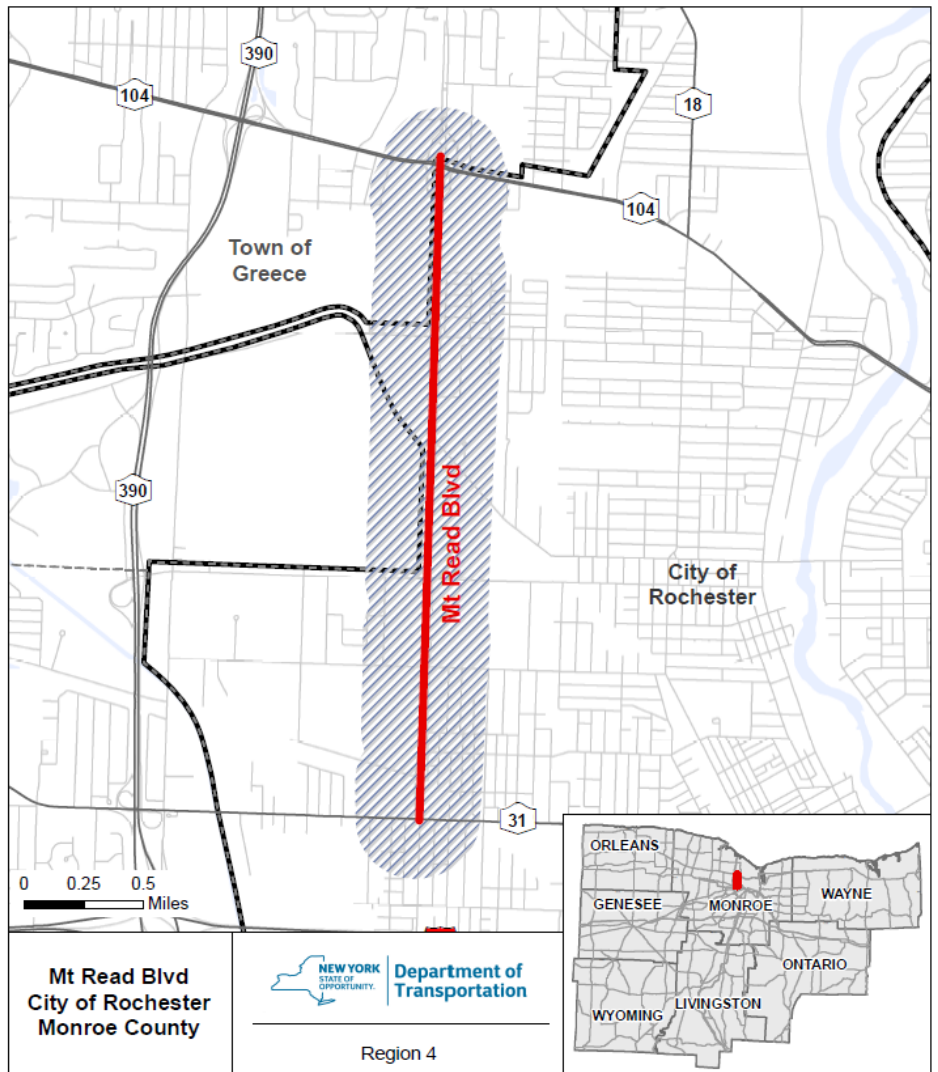 390
104
18
104
Town of
Greece
390
Mt Read Blvd
City of
Rochester
31
0 0.25 0.5
Miles
ORLEANS
WAYNE
GENESEE
MONROE
ONTARIO
LIVINGSTON
WYOMING
Mt Read Blvd
City of Rochester
Monroe County
NEW YORK
STATE OF
OPPORTUNITY.
Department of
Transportation
Region 4